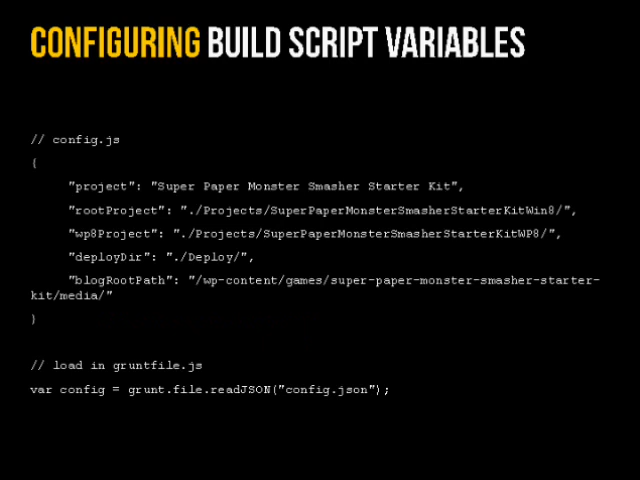 CONFIGURING BUILD SCRIPT VARIABLES
// config.js
{
"project": "Super Paper Monster Smasher Starter Kit",
"rootProject": "./Projects/SuperPaperMonsterSmasherStarterKitWin8/",
"wp8Project": "./Projects/SuperPaperMonsterSmasherStarterKitWP8/",
"deployDir": "./Deploy/",
"blogRootPath": "/wp-content/games/super-paper-monster-smasher-starter-
kit/media/"
}
// load in gruntfile.js
var config = grunt.file.readJSON("config.json");